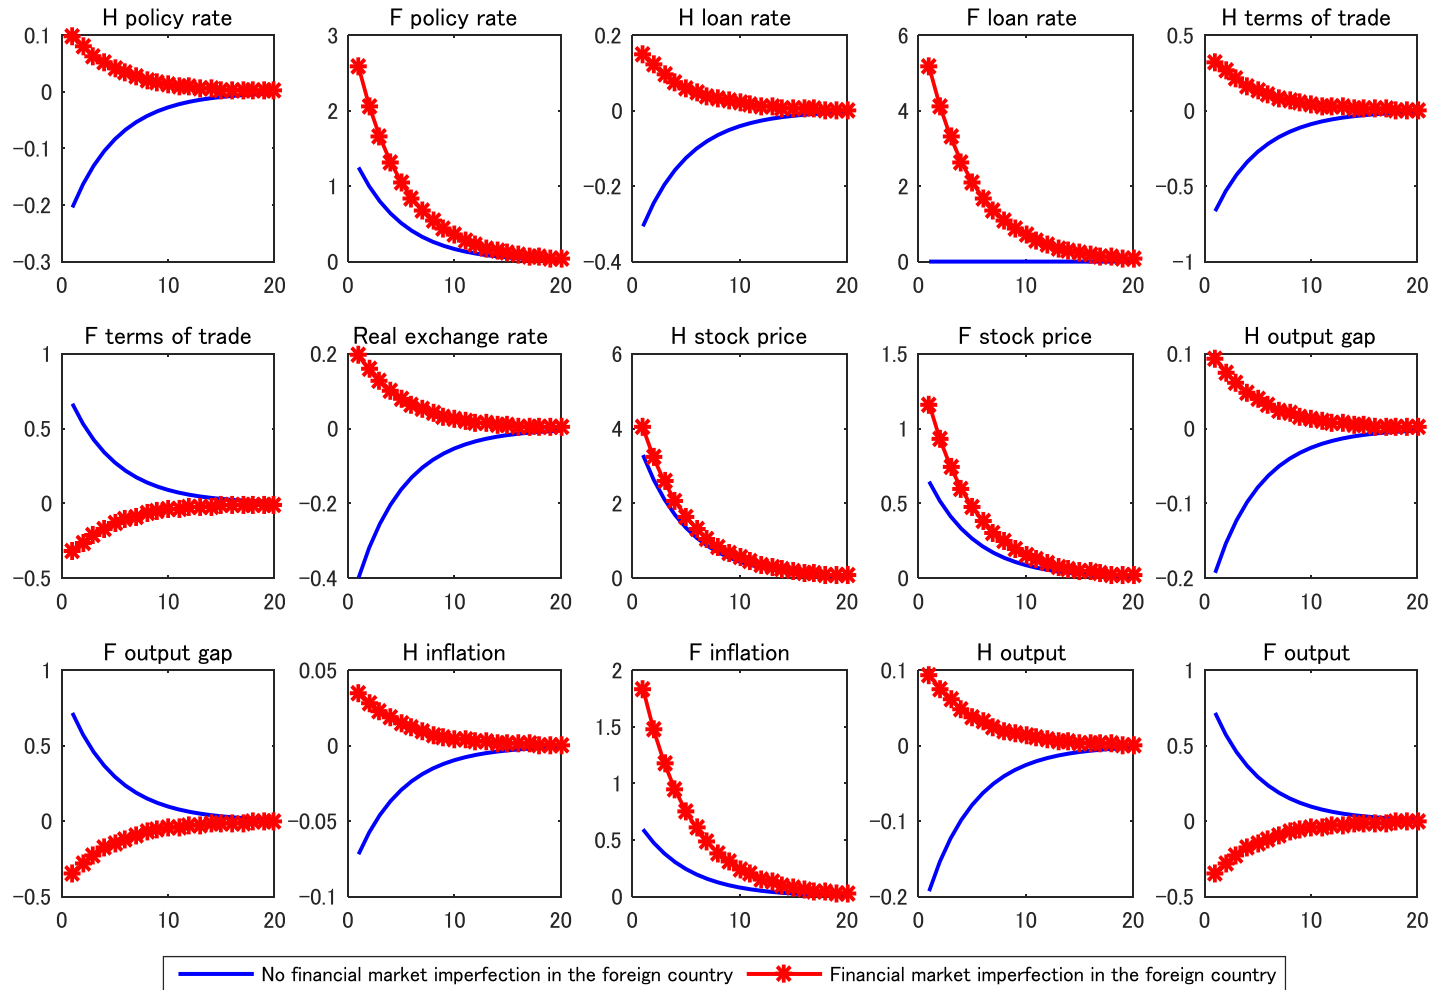 H policy rate
F policy rate
H loan rate
F loan rate
H terms of trade
0.1
0
−0.1
−0.2
−0.3
0 10 20
3
2
1
0
0 10 20
0.2
0
−0.2
−0.4
0 10 20
6
4
2
0
0 10 20
0.5
0
−0.5
−1
0 10 20
F terms of trade
Real exchange rate
H stock price
F stock price
H output gap
1
0.5
0
−0.5
0 10 20
0.2
0
−0.2
−0.4
0 10 20
6
4
2
0
0 10 20
1.5
1
0.5
0
0 10 20
0.1
0
−0.1
−0.2
0 10 20
F output gap
H inflation
F inflation
H output
F output
1
0.5
0
−0.5
0 10 20
0.05
0
−0.05
−0.1
0 10 20
2
1.5
1
0.5
0
0 10 20
0.1
0
−0.1
−0.2
0 10 20
1
0.5
0
−0.5
0 10 20
No financial market imperfection in the foreign country
Financial market imperfection in the foreign country